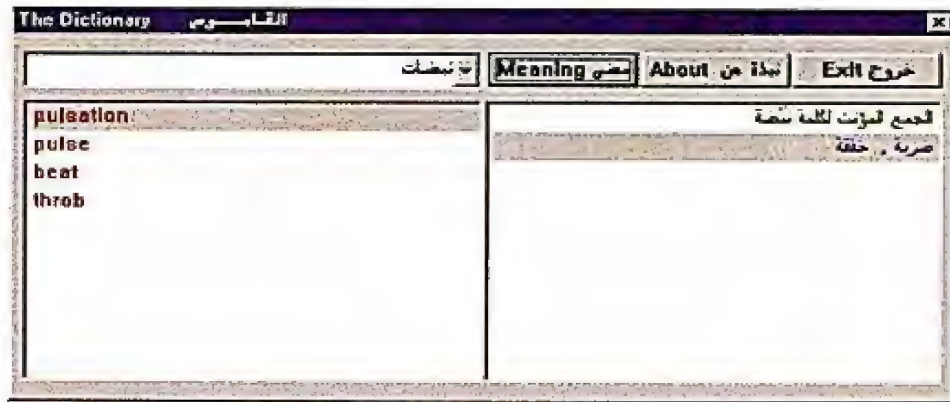 The Dictionary القاموس
نبضات
Meaning معنى
About نبذة عن
Exit خروج
pulsation
pulse
beat
throb
الجمع المؤنث لكلمة نبضة
ضربة , خفقة